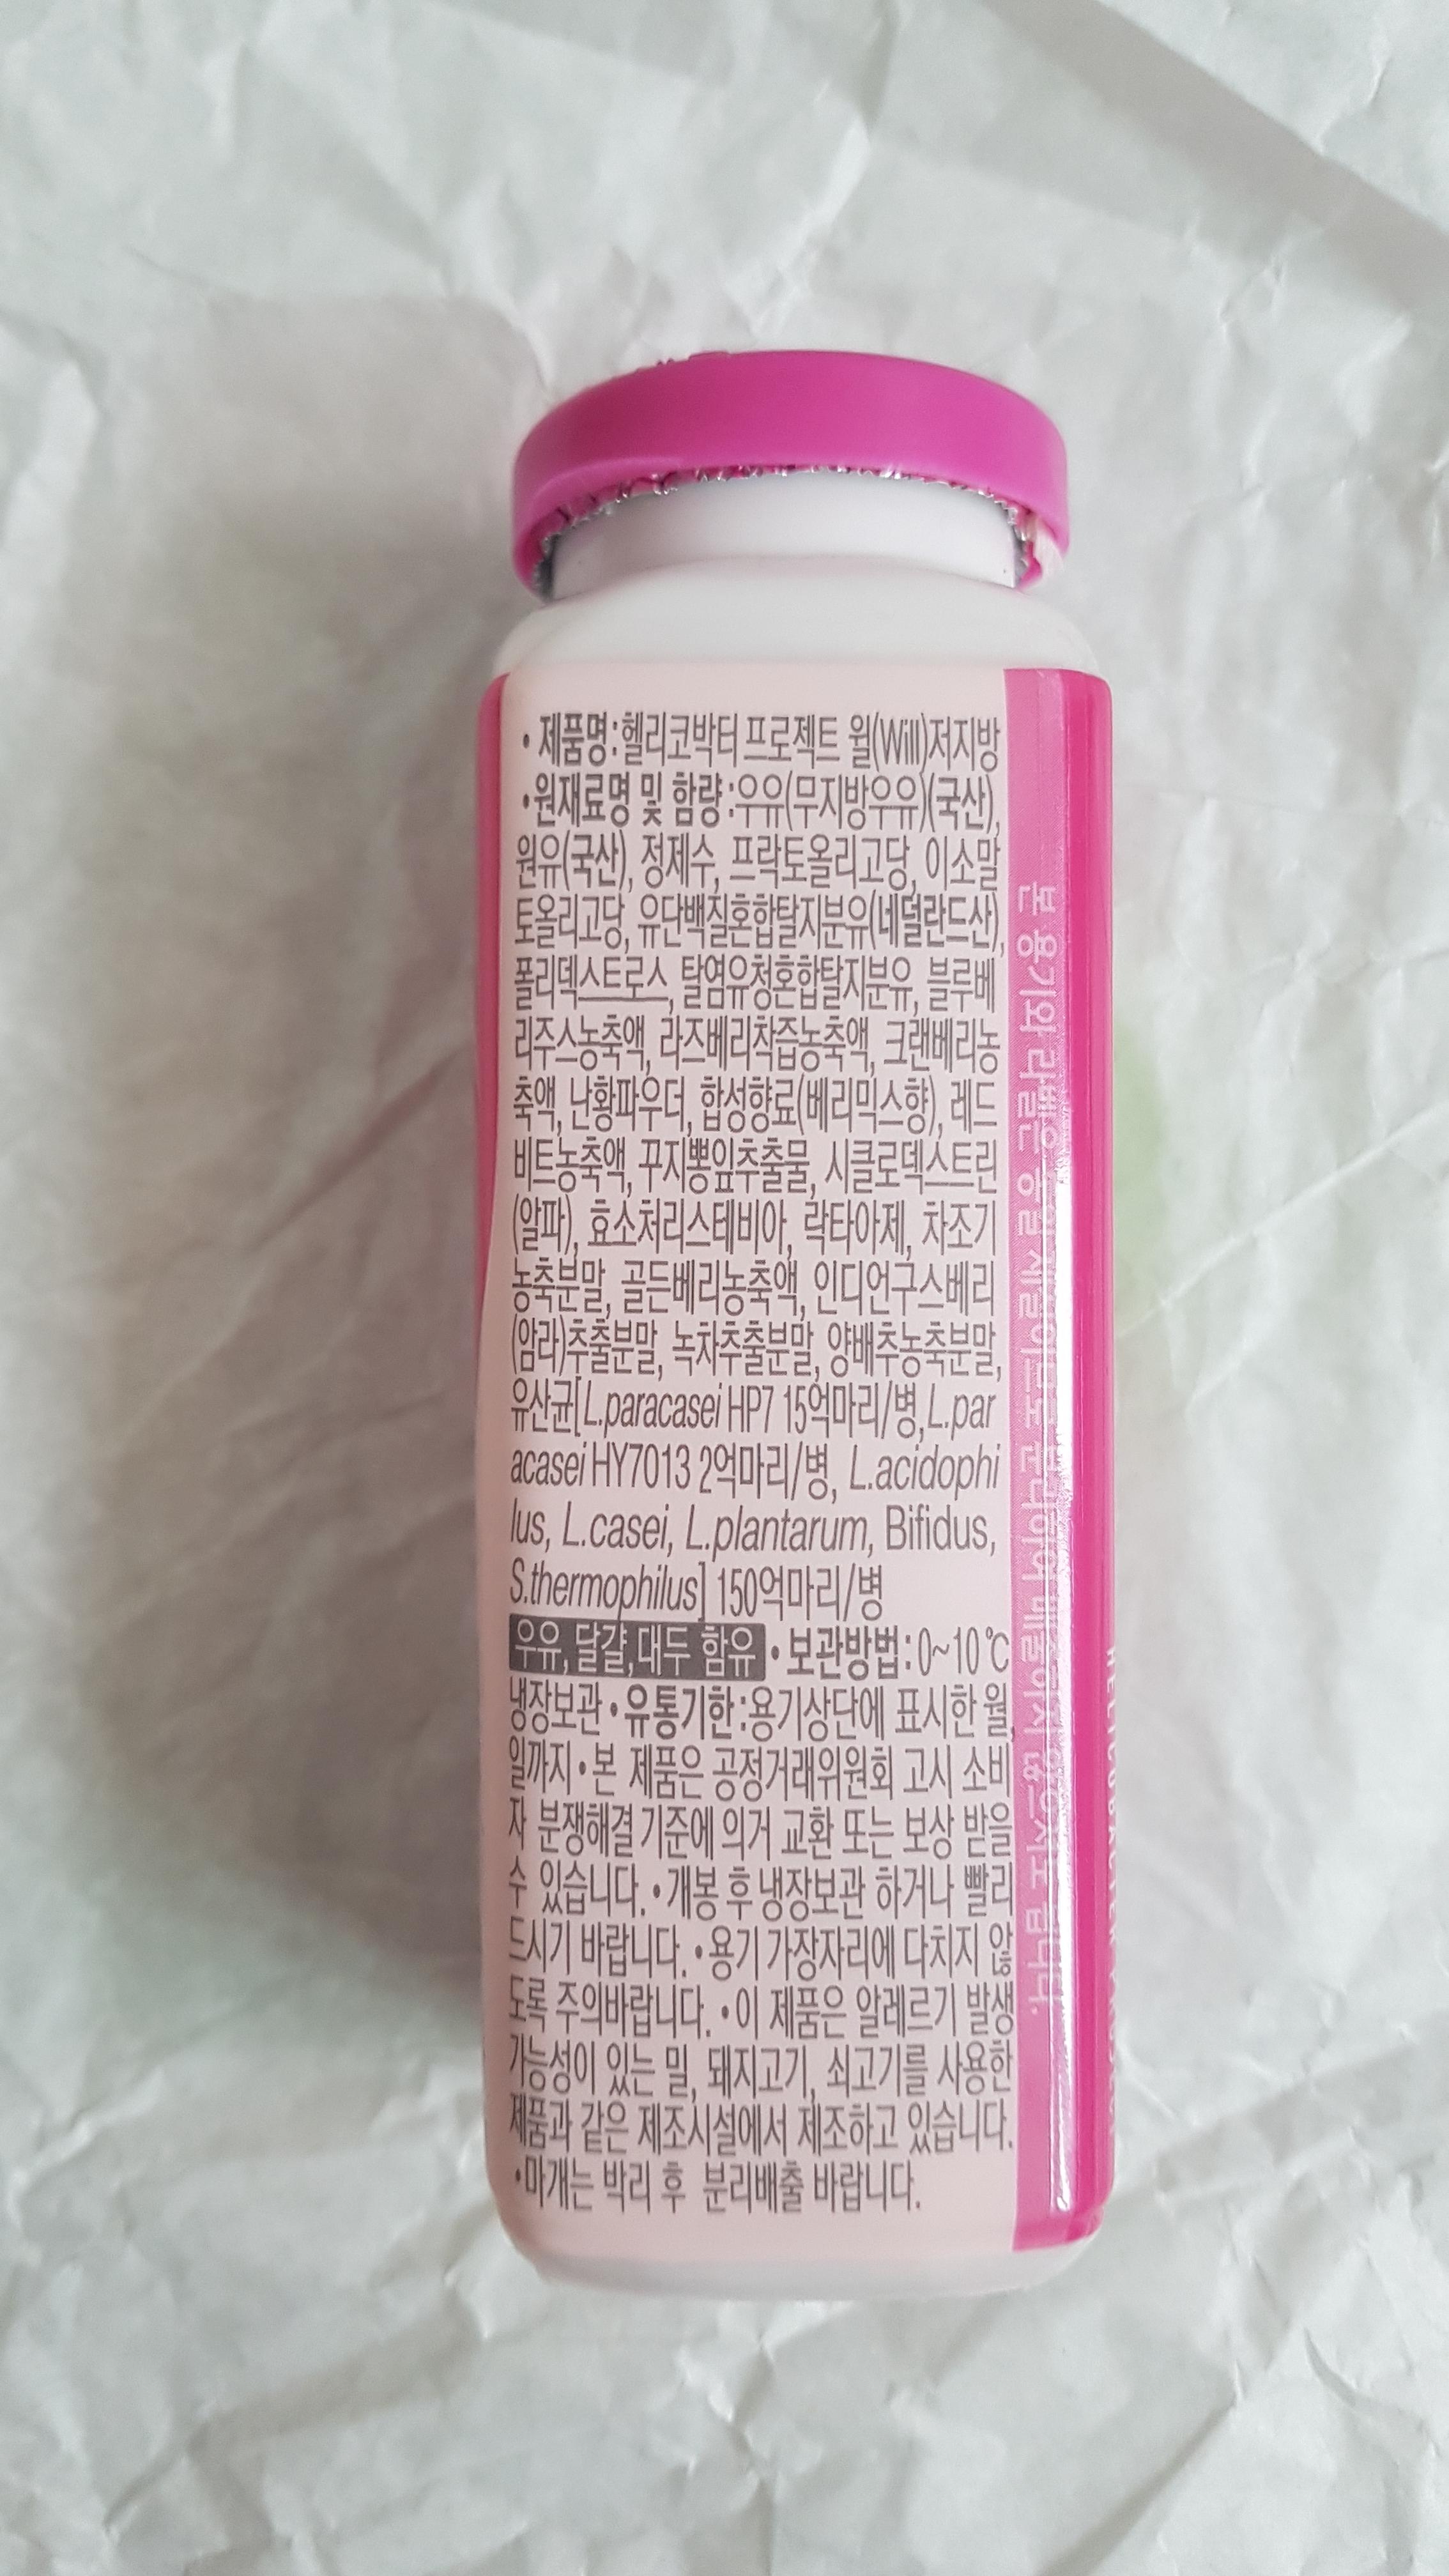 • 제품명:헬리코박터 프로젝트 윌(Will)저지방
•원재료명 및 함량:우유(무지방우유)(국산),
원유(국산), 정제수, 프락토올리고당, 이소말
토올리고당, 유단백질혼합탈지분유(네덜란드산),
폴리덱스트로스, 탈염유청혼합탈지분유, 블루베
리주스농축액, 라즈베리착즙농축액, 크랜베리농
축액, 난황파우더, 합성향료(베리믹스향), 레드
비트농축액, 꾸지뽕잎추출물, 시클로덱스트린
(알파), 효소처리스테비아, 락타아제, 차조기
농축분말, 골든베리농축액, 인디언구스베리
(암라)추출분말, 녹차추출분말, 양배추농축분말,
유산균[L.paracasei HP7 15억마리/병,L.par
acasei HY7013 2억마리/병, L.acidophi
lus, L.casei, L.plantarum, Bifidus,
S.thermophilus] 150억마리/병
우유, 달걀,대두 함유 • 보관방법:0~10℃
냉장보관 • 유통기한:용기상단에 표시한 월,
일까지 • 본 제품은 공정거래위원회 고시 소비
자 분쟁해결 기준에 의거 교환 또는 보상 받을
수 있습니다. •개봉 후 냉장보관 하거나 빨리
드시기 바랍니다. •용기 가장자리에 다치지 않
도록 주의바랍니다. •이 제품은 알레르기 발생
가능성이 있는 밀, 돼지고기, 쇠고기를 사용한
제품과 같은 제조시설에서 제조하고 있습니다.
•마개는 박리 후 분리배출 바랍니다.
본 용기와 라벨은
HELICOBACTER